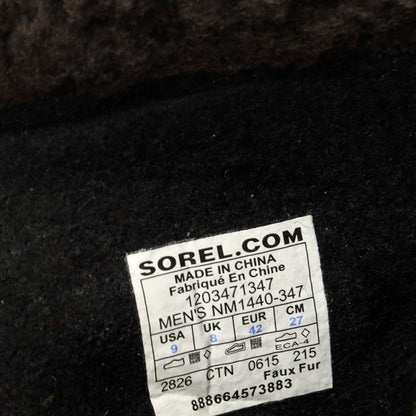 SOREL.COM
MADE IN CHINA
Fabriqué En Chine
1203471347
MEN'S NM1440-347
USA UK EUR CM
9 8 42 27
ECA-4
2826 CTN 0615 215
Faux Fur
888664573883